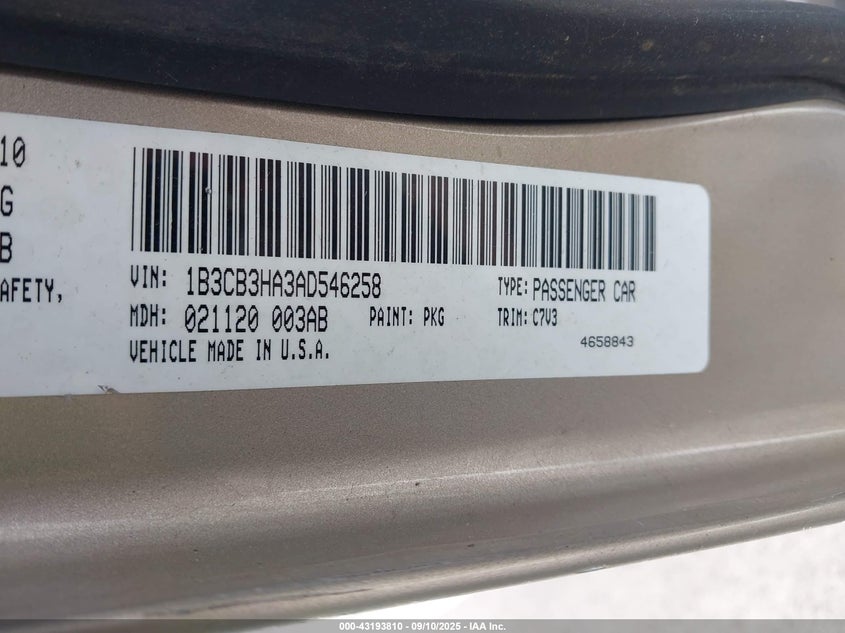 10
G
B
AFETY,
VIN: 1B3CB3HA3AD546258
TYPE: PASSENGER CAR
MDH: 021120 003AB
PAINT: PKG
TRIM: C7V3
VEHICLE MADE IN U.S.A.
4658843
000-43193810 - 09/10/2025 - IAA Inc.